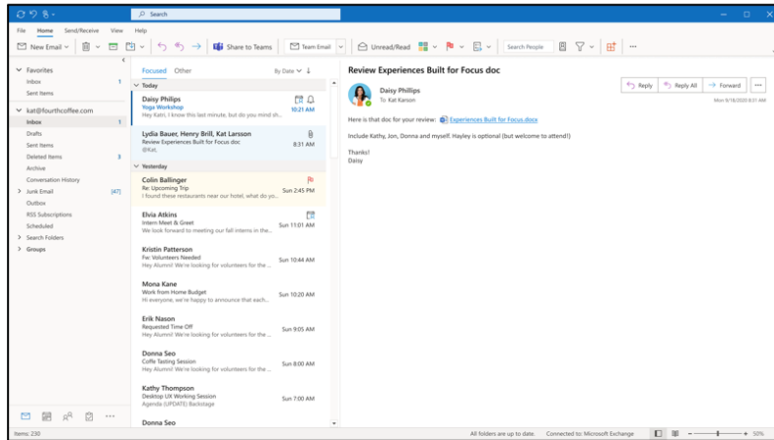 Search
File Home Send/Receive View Help
New Email Share to Teams Team Email Unread/Read Search People
Favorites
Inbox 1
Sent Items
kat@fourthcoffee.com
Inbox 1
Drafts
Sent Items
Deleted Items 3
Archive
Conversation History
Junk Email [47]
Outbox
RSS Subscriptions
Scheduled
Search Folders
Groups
Focused Other By Date
Today
Daisy Philips
Yoga Workshop 10:21 AM
Hey Katri, I know this last minute, but do you mind sh...
Lydia Bauer, Henry Brill, Kat Larsson
Review Experiences Built for Focus doc 8:31 AM
@Kat,
Yesterday
Colin Ballinger
Re: Upcoming Trip Sun 2:45 PM
I found these restaurants near our hotel, what do yo...
Elvia Atkins
Intern Meet & Greet Sun 11:01 AM
We look forward to meeting our fall interns in the...
Kristin Patterson
Fw: Volunteers Needed Sun 10:44 AM
Hey Alumni! We're looking for volunteers for the ...
Mona Kane
Work from Home Budget Sun 10:20 AM
Hi everyone, we're happy to announce that each...
Erik Nason
Requested Time Off Sun 9:05 AM
Hey Alumni! We're looking for volunteers for the ...
Donna Seo
Coffe Tasting Session Sun 8:00 AM
Hey Alumni! We're looking for volunteers for the ...
Kathy Thompson
Desktop UX Working Session Sun 7:00 AM
Agenda (UPDATE) Backstage
Donna Seo
Review Experiences Built for Focus doc
Daisy Phillips
To Kat Karson
Reply Reply All Forward
Mon 9/18/2020 8:31 AM
Here is that doc for your review: Experiences Built for Focus.docx
Include Kathy, Jon, Donna and myself. Hayley is optional (but welcome to attend!)
Thanks!
Daisy
Items: 230 All folders are up to date. Connected to: Microsoft Exchange 50%